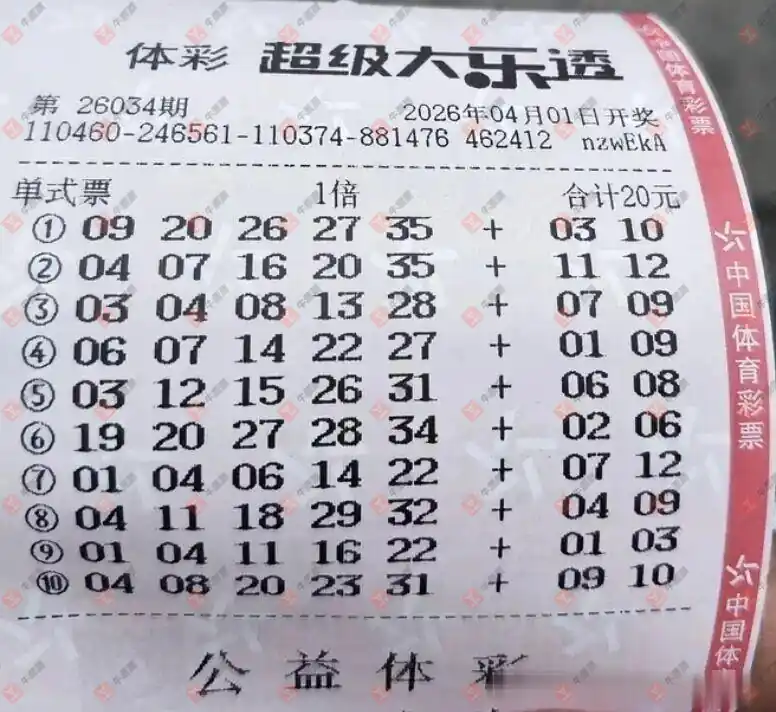 体彩 超级大乐透
第 26034期 2026年04月01日开奖
110460-246561-110374-881476 462412 nzwEkA
单式票 1倍 合计20元
① 09 20 26 27 35 + 03 10
② 04 07 16 20 35 + 11 12
③ 03 04 08 13 28 + 07 09
④ 06 07 14 22 27 + 01 09
⑤ 03 12 15 26 31 + 06 08
⑥ 19 20 27 28 34 + 02 06
⑦ 01 04 06 14 22 + 07 12
⑧ 04 11 18 29 32 + 04 09
⑨ 01 04 11 16 22 + 01 03
⑩ 04 08 20 23 31 + 09 10
公益体彩
中国体育彩票
中国体育彩票
中国体